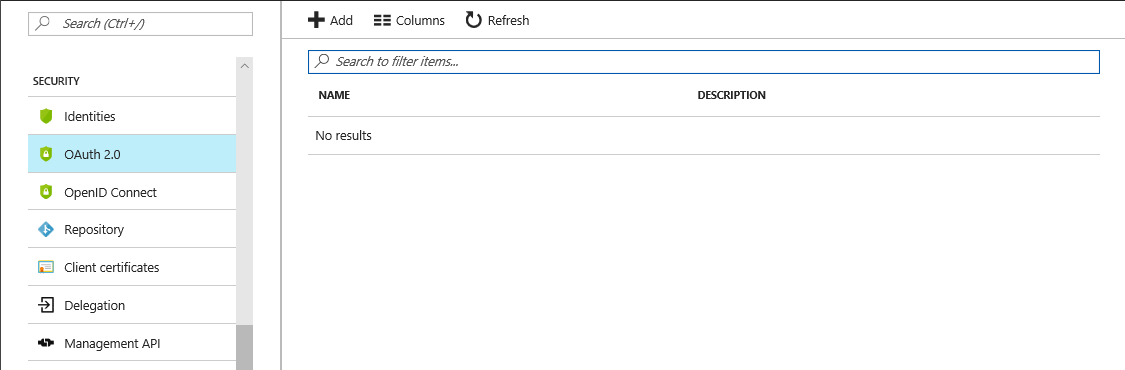 Search (Ctrl+/)
SECURITY
Identities
OAuth 2.0
OpenID Connect
Repository
Client certificates
Delegation
Management API
Add Columns Refresh
Search to filter items...
NAME DESCRIPTION
No results